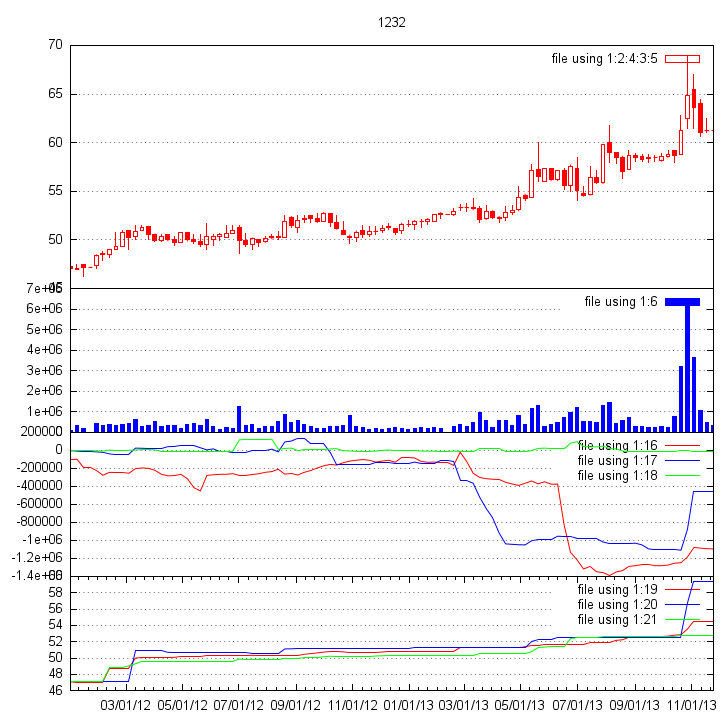 1232
70
file using 1:2:4:3:5
65
60
55
50
45
7e+06
file using 1:6
6e+06
5e+06
4e+06
3e+06
2e+06
1e+06
20000
0
file using 1:16
file using 1:17
-200000
file using 1:18
-400000
-600000
-800000
-1e+06
-1.2e+06
-1.4e+06
58
file using 1:19
file using 1:20
56
file using 1:21
54
52
50
48
46
03/01/12 05/01/12 07/01/12 09/01/12 11/01/12 01/01/13 03/01/13 05/01/13 07/01/13 09/01/13 11/01/13